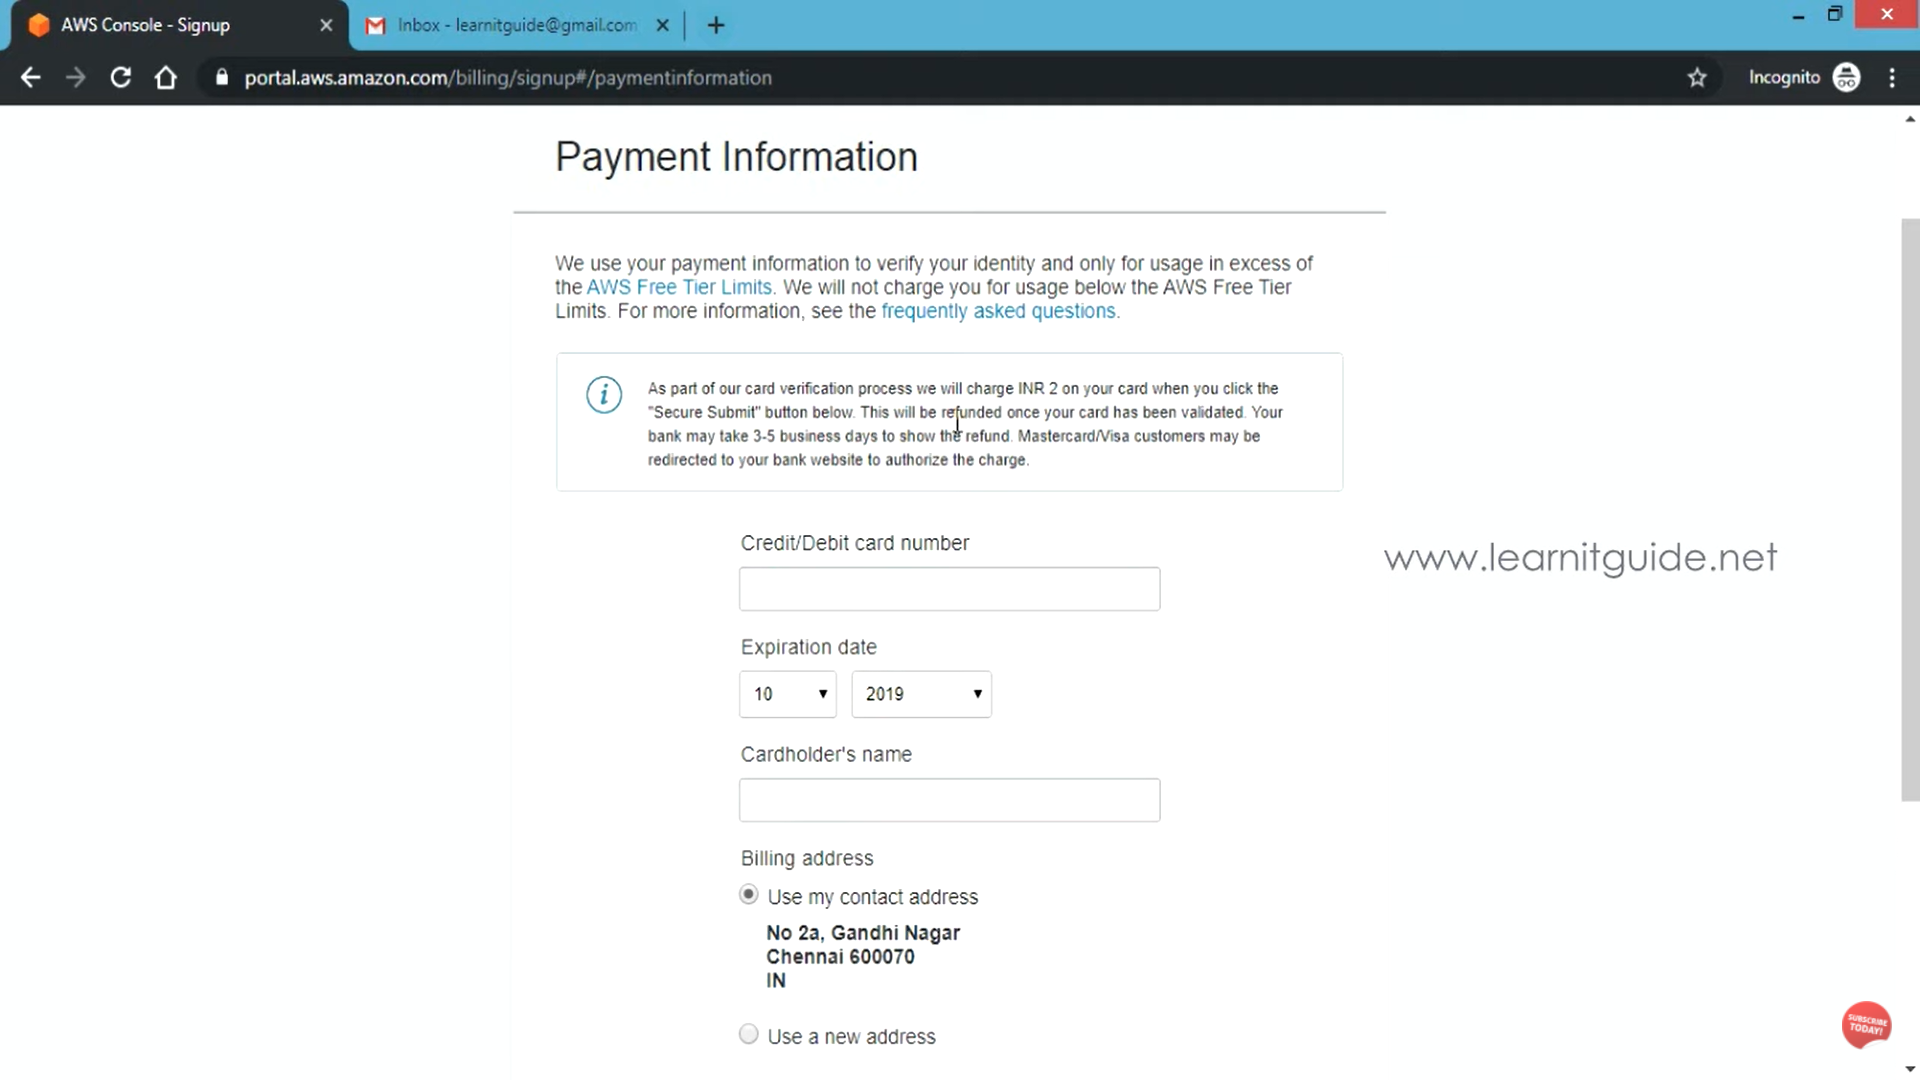 AWS Console - Signup
Inbox - learnitguide@gmail.com
portal.aws.amazon.com/billing/signup#/paymentinformation
Incognito
Payment Information
We use your payment information to verify your identity and only for usage in excess of
the AWS Free Tier Limits. We will not charge you for usage below the AWS Free Tier
Limits. For more information, see the frequently asked questions.
As part of our card verification process we will charge INR 2 on your card when you click the
"Secure Submit" button below. This will be refunded once your card has been validated. Your
bank may take 3-5 business days to show the refund. Mastercard/Visa customers may be
redirected to your bank website to authorize the charge.
Credit/Debit card number
www.learnitguide.net
Expiration date
10
2019
Cardholder's name
Billing address
Use my contact address
No 2a, Gandhi Nagar
Chennai 600070
IN
Use a new address
SUBSCRIBE
TODAY!